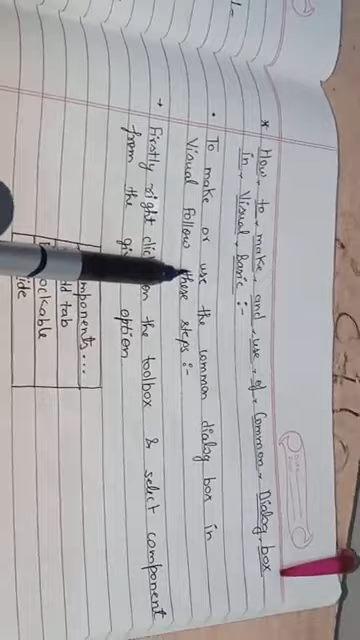 * How to make and use of Common Dialog box
in Visual Basic :-
• To make or use the common dialog box in
Visual follow these steps :-
→ Firstly right click on the toolbox & select component
from the option
mponents...
dd tab
ockable
ide